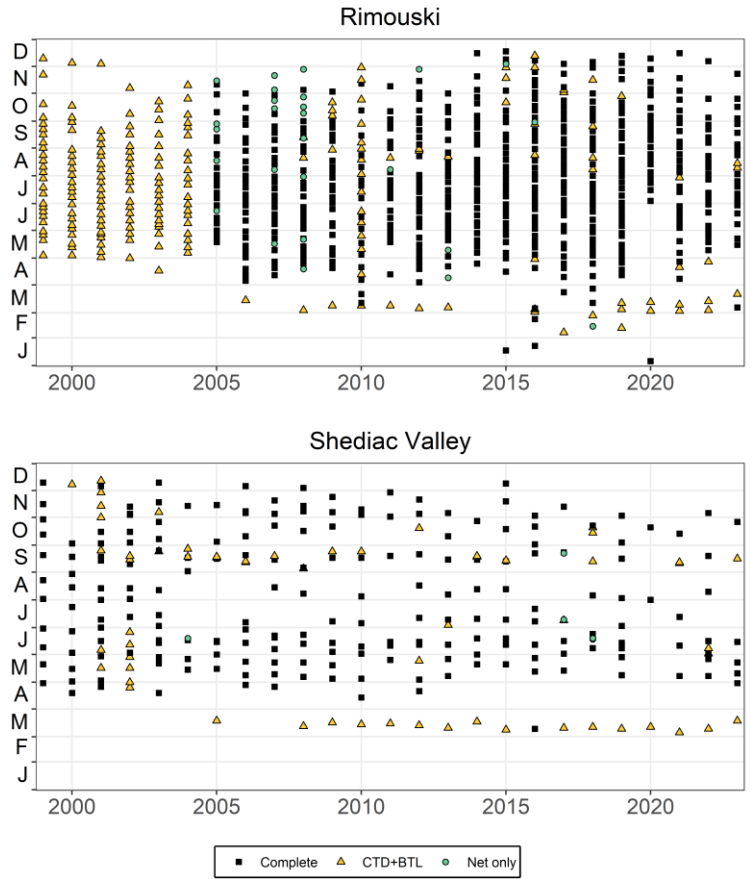 Rimouski
D
N
O
S
A
J
J
M
A
M
F
J
2000 2005 2010 2015 2020
Shediac Valley
D
N
O
S
A
J
J
M
A
M
F
J
2000 2005 2010 2015 2020
Complete CTD+BTL Net only